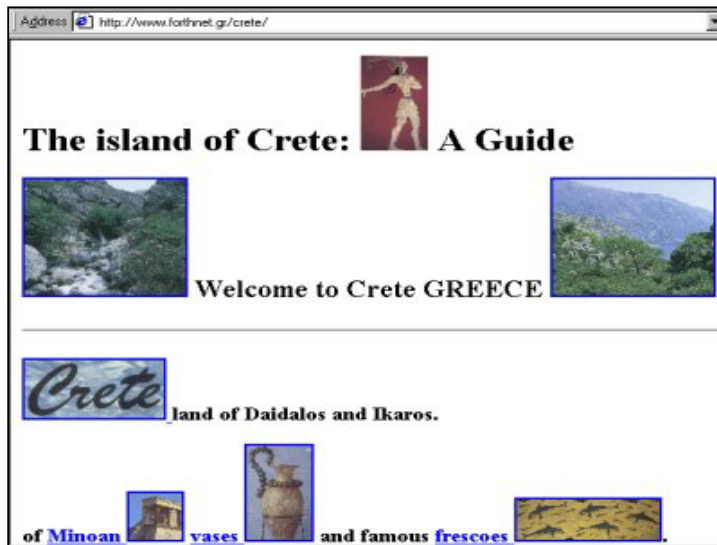 Address http://www.forthnet.gr/crete/
The island of Crete: A Guide
Welcome to Crete GREECE
Crete land of Daidalos and Ikaros.
of Minoan vases and famous frescoes .